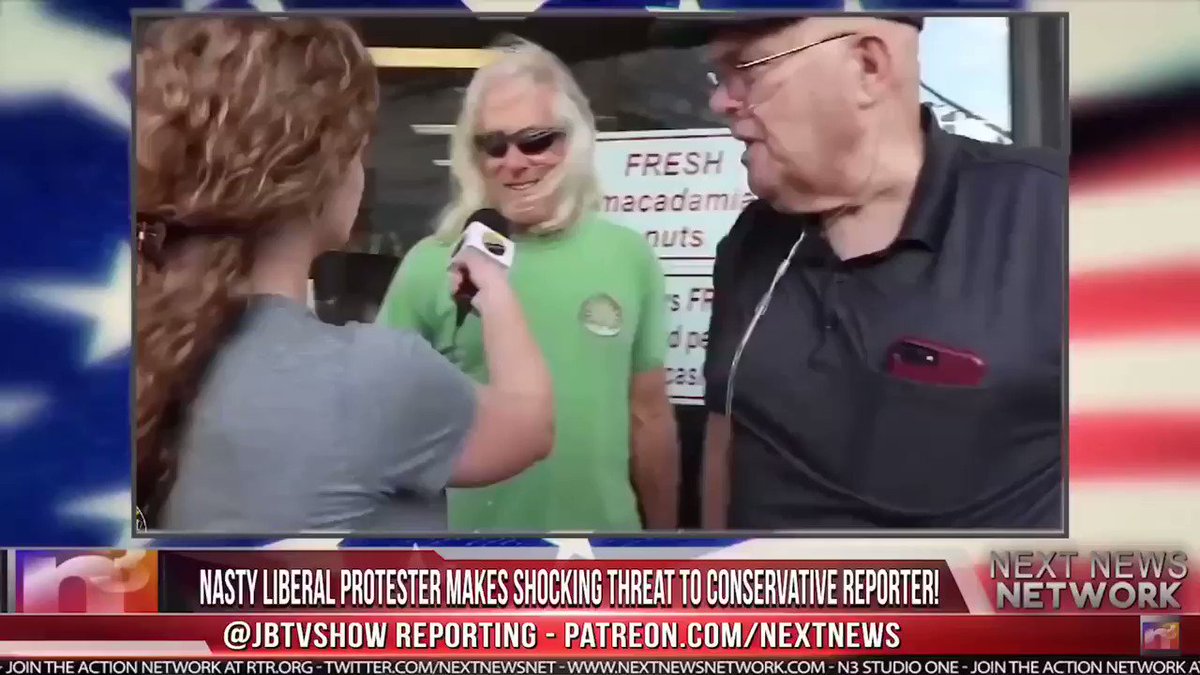 FRESH
macadamia
nuts
NASTY LIBERAL PROTESTER MAKES SHOCKING THREAT TO CONSERVATIVE REPORTER!
@JBTVSHOW REPORTING - PATREON.COM/NEXTNEWS
NEXT NEWS
NETWORK
- JOIN THE ACTION NETWORK AT RTR.ORG - TWITTER.COM/NEXTNEWSNET - WWW.NEXTNEWSNETWORK.COM - N3 STUDIO ONE - JOIN THE ACTION NETWORK AT